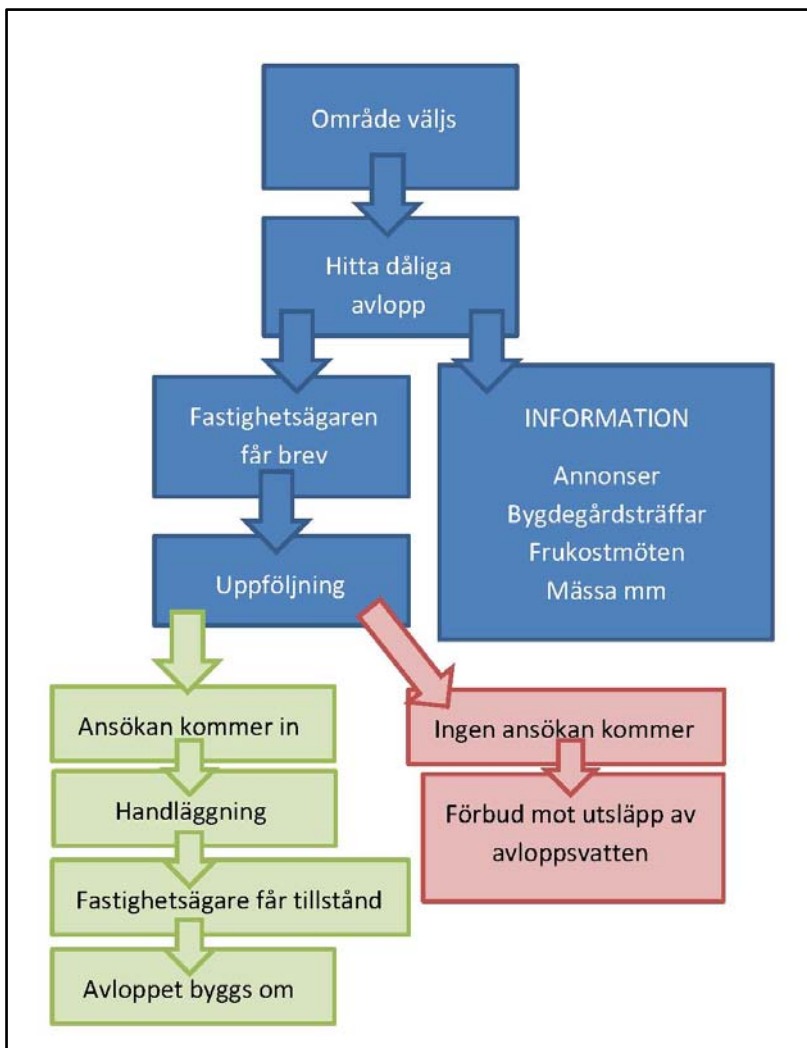 Område väljs
Hitta dåliga
avlopp
Fastighetsägaren
får brev
INFORMATION
Annonser
Bygdegårdsträffar
Frukostmöten
Mässa mm
Uppföljning
Ansökan kommer in
Ingen ansökan kommer
Handläggning
Förbud mot utsläpp av
avloppsvatten
Fastighetsägare får tillstånd
Avloppet byggs om